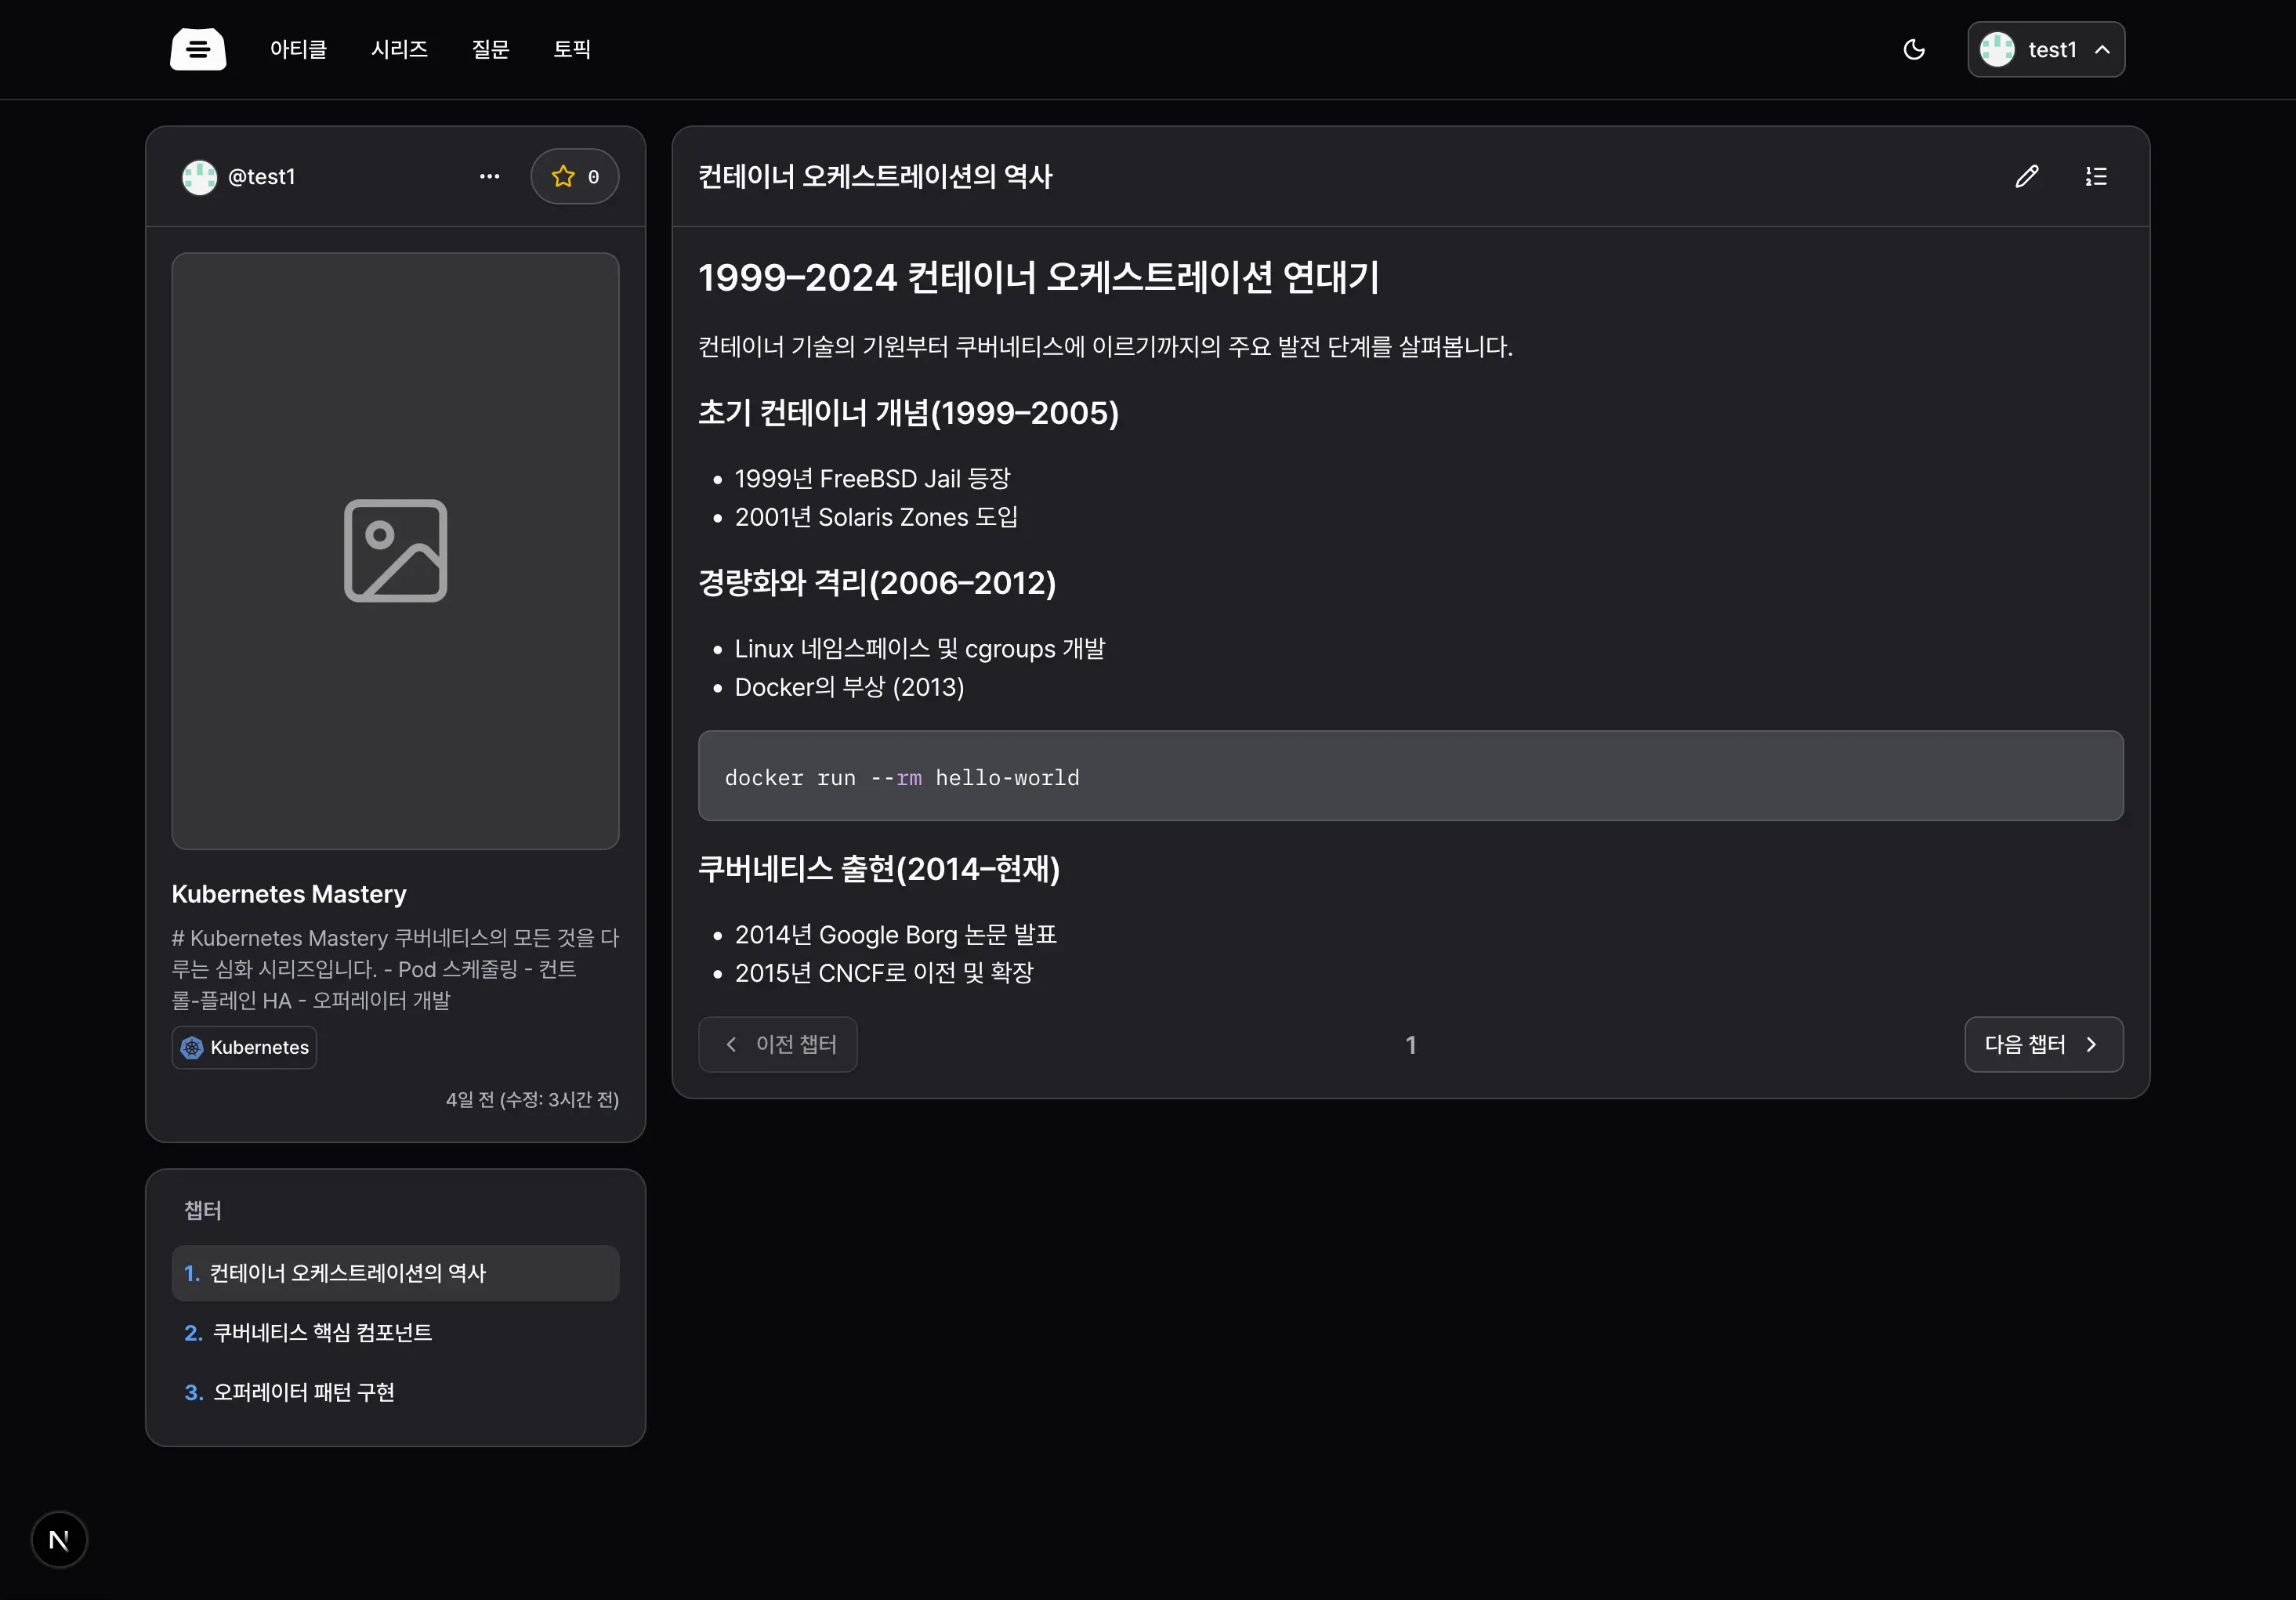 아티클 시리즈 질문 토픽 test1
@test1 0
Kubernetes Mastery
# Kubernetes Mastery 쿠버네티스의 모든 것을 다
루는 심화 시리즈입니다. - Pod 스케줄링 - 컨트
롤-플레인 HA - 오퍼레이터 개발
Kubernetes
4일 전 (수정: 3시간 전)
챕터
1. 컨테이너 오케스트레이션의 역사
2. 쿠버네티스 핵심 컴포넌트
3. 오퍼레이터 패턴 구현
컨테이너 오케스트레이션의 역사
1999–2024 컨테이너 오케스트레이션 연대기
컨테이너 기술의 기원부터 쿠버네티스에 이르기까지의 주요 발전 단계를 살펴봅니다.
초기 컨테이너 개념(1999–2005)
• 1999년 FreeBSD Jail 등장
• 2001년 Solaris Zones 도입
경량화와 격리(2006–2012)
• Linux 네임스페이스 및 cgroups 개발
• Docker의 부상 (2013)
docker run --rm hello-world
쿠버네티스 출현(2014–현재)
• 2014년 Google Borg 논문 발표
• 2015년 CNCF로 이전 및 확장
이전 챕터 1 다음 챕터
N